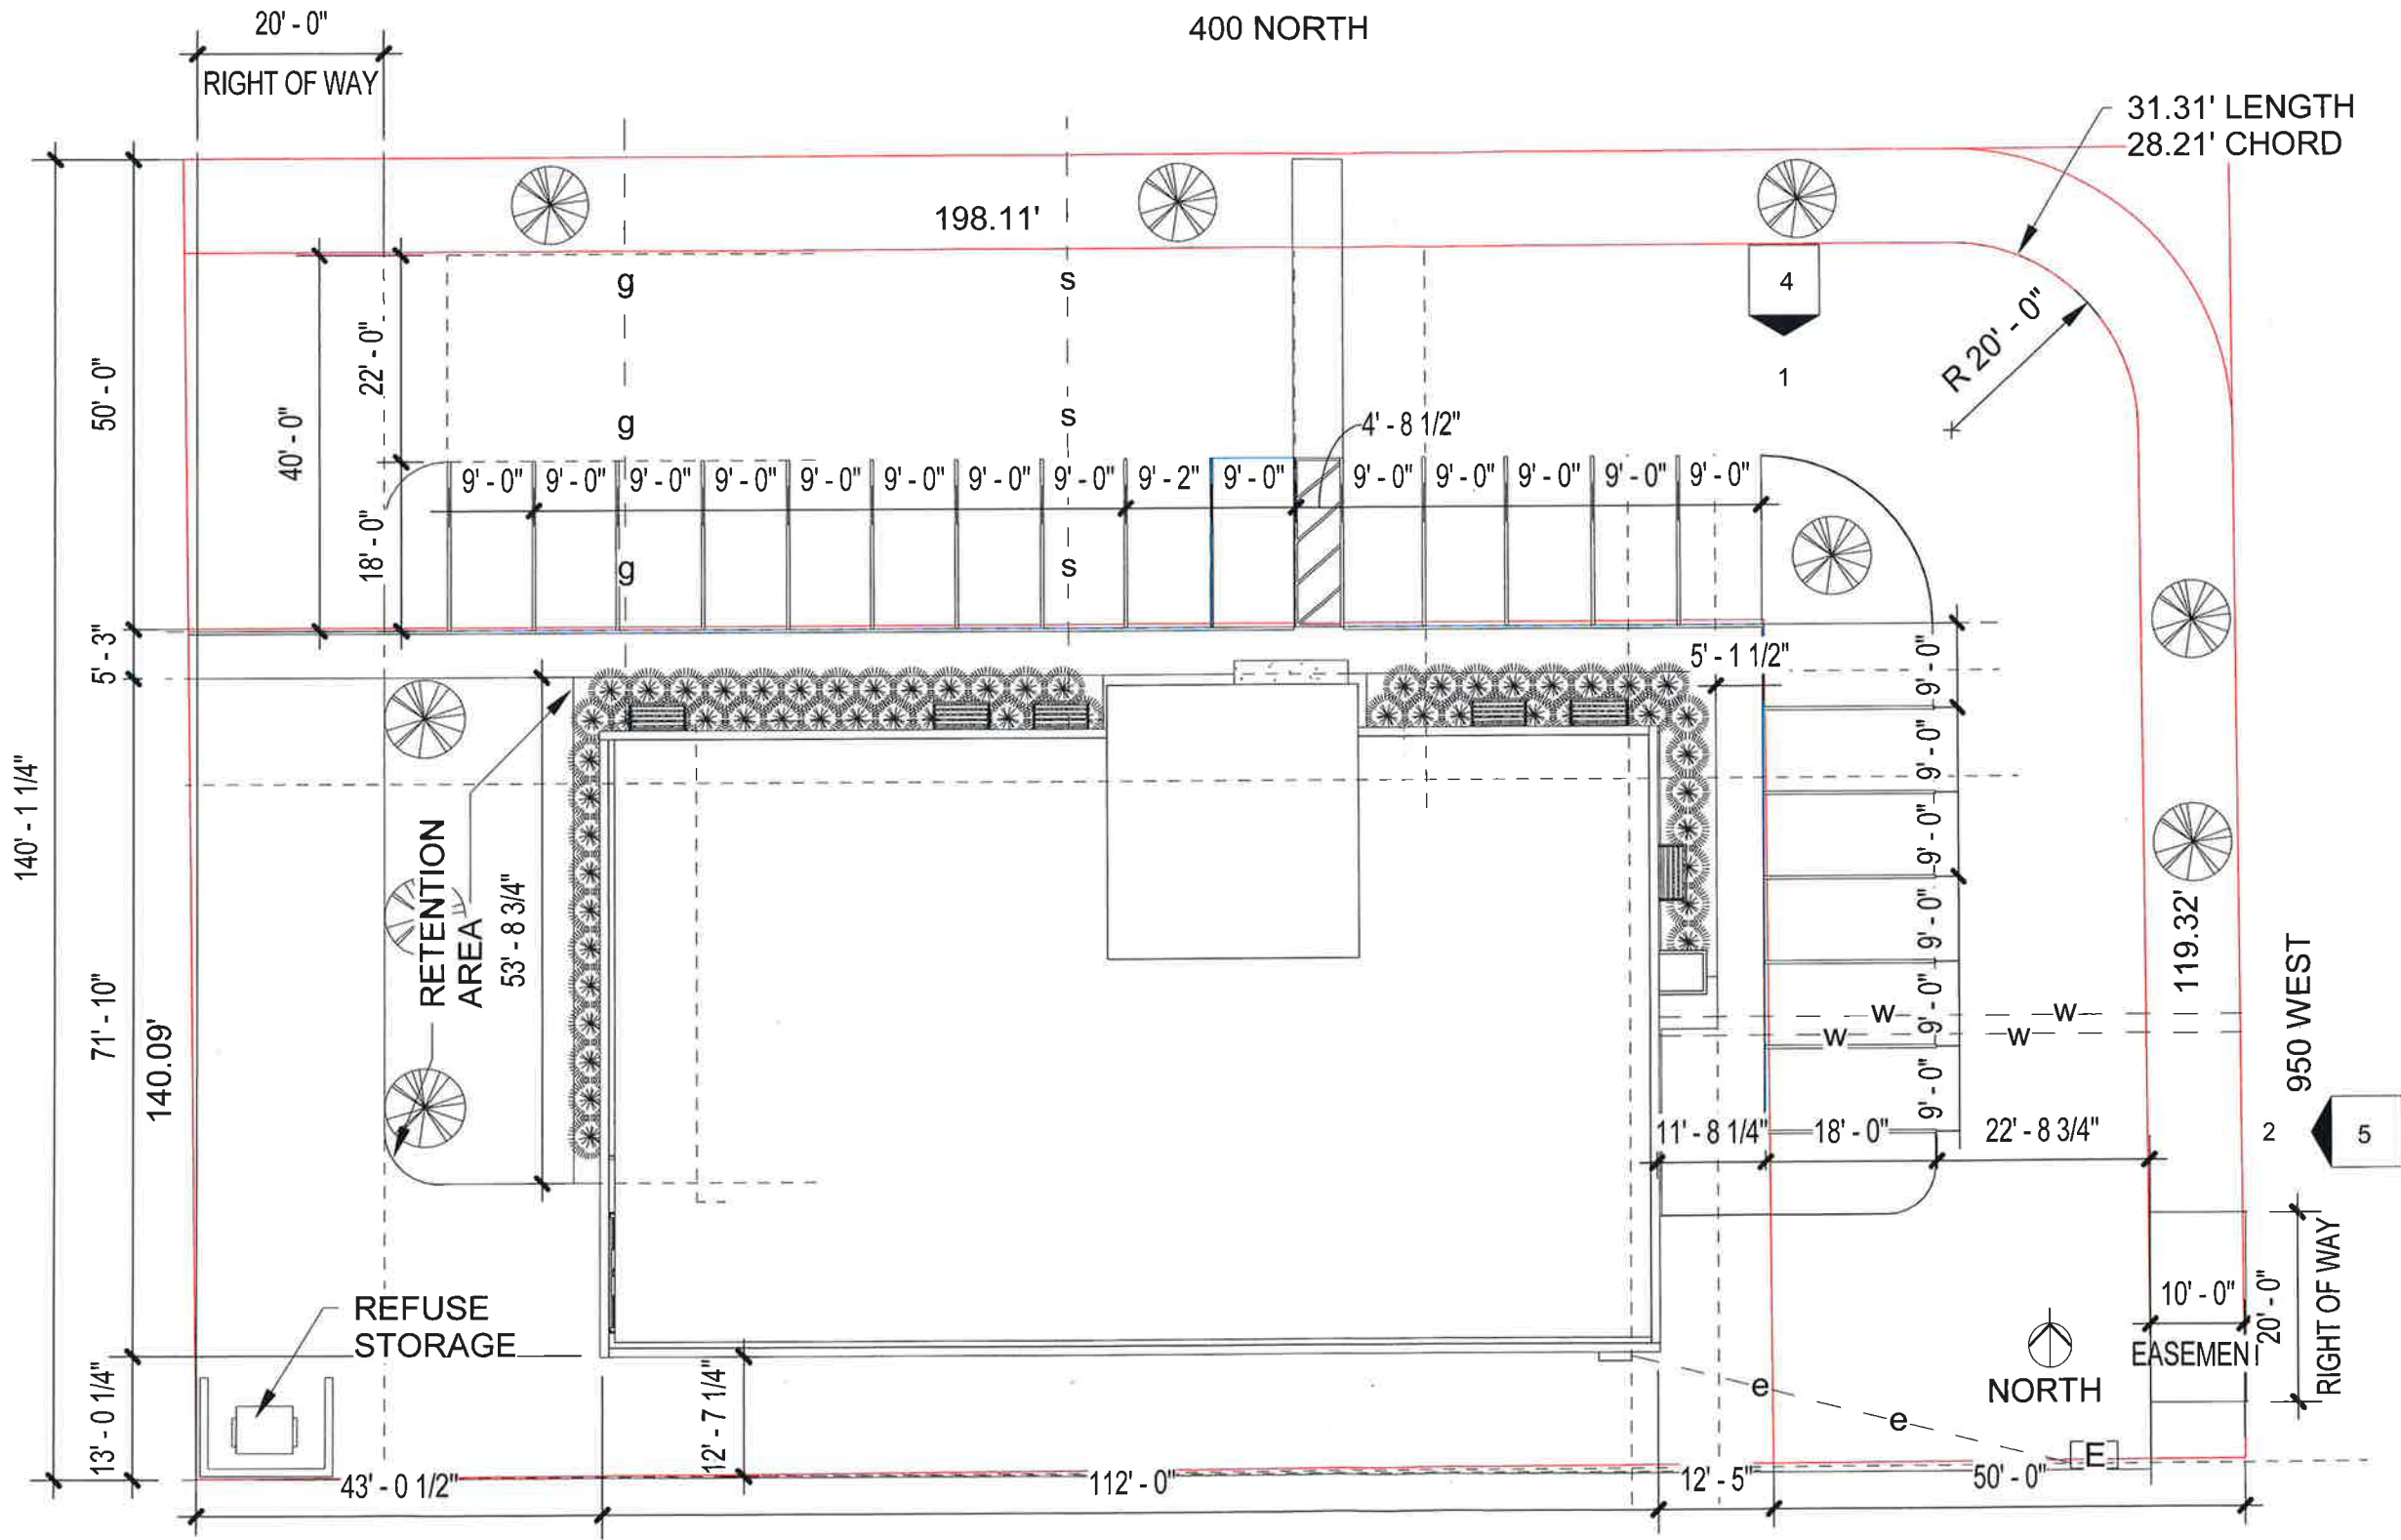 20' - 0"
400 NORTH
RIGHT OF WAY
31.31' LENGTH
28.21' CHORD
198.11'
g
s
4
R 20' - 0"
22' - 0"
50' - 0"
40' - 0"
1
g
s
4' - 8 1/2"
9' - 0"
9' - 0"
9' - 0"
9' - 0"
9' - 0"
9' - 0"
9' - 0"
9' - 0"
9' - 2"
9' - 0"
9' - 0"
9' - 0"
9' - 0"
9' - 0"
9' - 0"
18' - 0"
g
s
5' - 3"
5' - 1 1/2"
9' - 0"
9' - 0"
9' - 0"
9' - 0"
9' - 0"
9' - 0"
140' - 1 1/4"
RETENTION
AREA
53' - 8 3/4"
119.32'
71' - 10"
140.09'
w
w
w
w
950 WEST
11' - 8 1/4"
18' - 0"
22' - 8 3/4"
2
5
REFUSE
STORAGE
10' - 0"
20' - 0"
RIGHT OF WAY
EASEMENT
NORTH
13' - 0 1/4"
12' - 7 1/4"
e
e
E
43' - 0 1/2"
112' - 0"
12' - 5"
50' - 0"